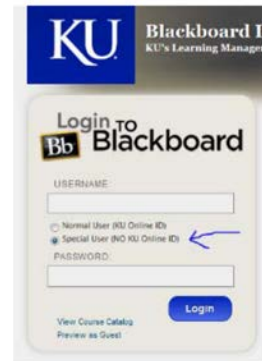 KU
Blackboard
KU's Learning Manage
Login TO
Bb Blackboard
USERNAME:
Normal User (KU Online ID)
Special User (NO KU Online ID)
PASSWORD:
Login
View Course Catalog
Preview as Guest